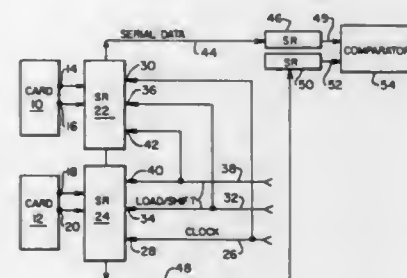 SERIAL DATA
44
46
SR
49
SR
50
52
COMPARATOR
54
14
CARD
10
16
30
36
SR
22
42
18
CARD
12
20
40
SR
24
34
28
38
LOAD/SHIFT
32
CLOCK
26
48